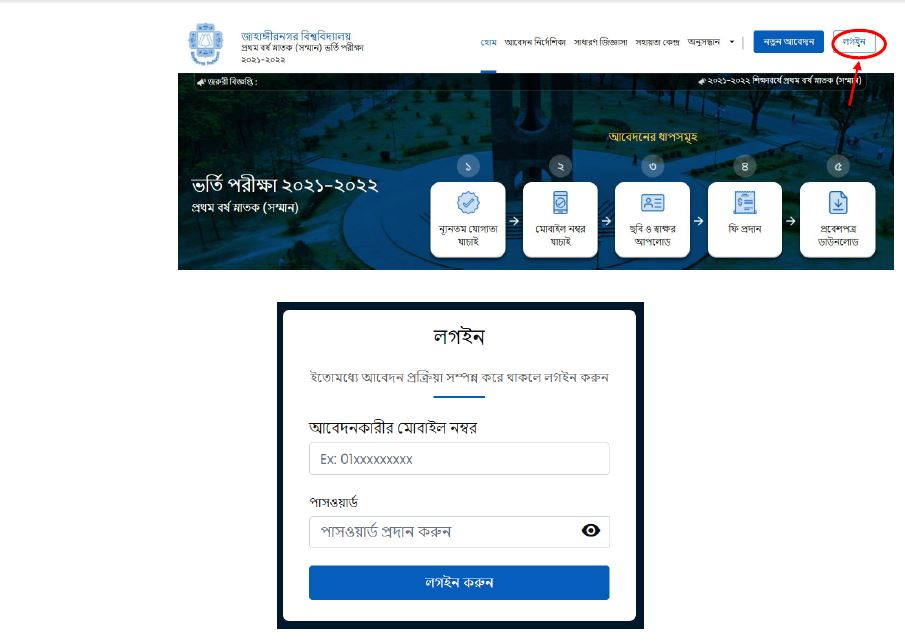 জাহাঙ্গীরনগর বিশ্ববিদ্যালয়
প্রথম বর্ষ স্নাতক (সম্মান) ভর্তি পরীক্ষা
২০২১-২০২২
হোম আবেদন নির্দেশিকা সাধারণ জিজ্ঞাসা সহায়তা কেন্দ্র অনুসন্ধান
নতুন আবেদন
লগইন
জরুরী বিজ্ঞপ্তি :
২০২১-২০২২ শিক্ষাবর্ষে প্রথম বর্ষ স্নাতক (সম্মান)
আবেদনের ধাপসমূহ
ভর্তি পরীক্ষা ২০২১-২০২২
প্রথম বর্ষ স্নাতক (সম্মান)
১
ন্যূনতম যোগ্যতা
যাচাই
২
মোবাইল নম্বর
যাচাই
৩
ছবি ও স্বাক্ষর
আপলোড
৪
ফি প্রদান
৫
প্রবেশপত্র
ডাউনলোড
লগইন
ইতোমধ্যে আবেদন প্রক্রিয়া সম্পন্ন করে থাকলে লগইন করুন
আবেদনকারীর মোবাইল নম্বর
Ex: 01xxxxxxxxx
পাসওয়ার্ড
পাসওয়ার্ড প্রদান করুন
লগইন করুন